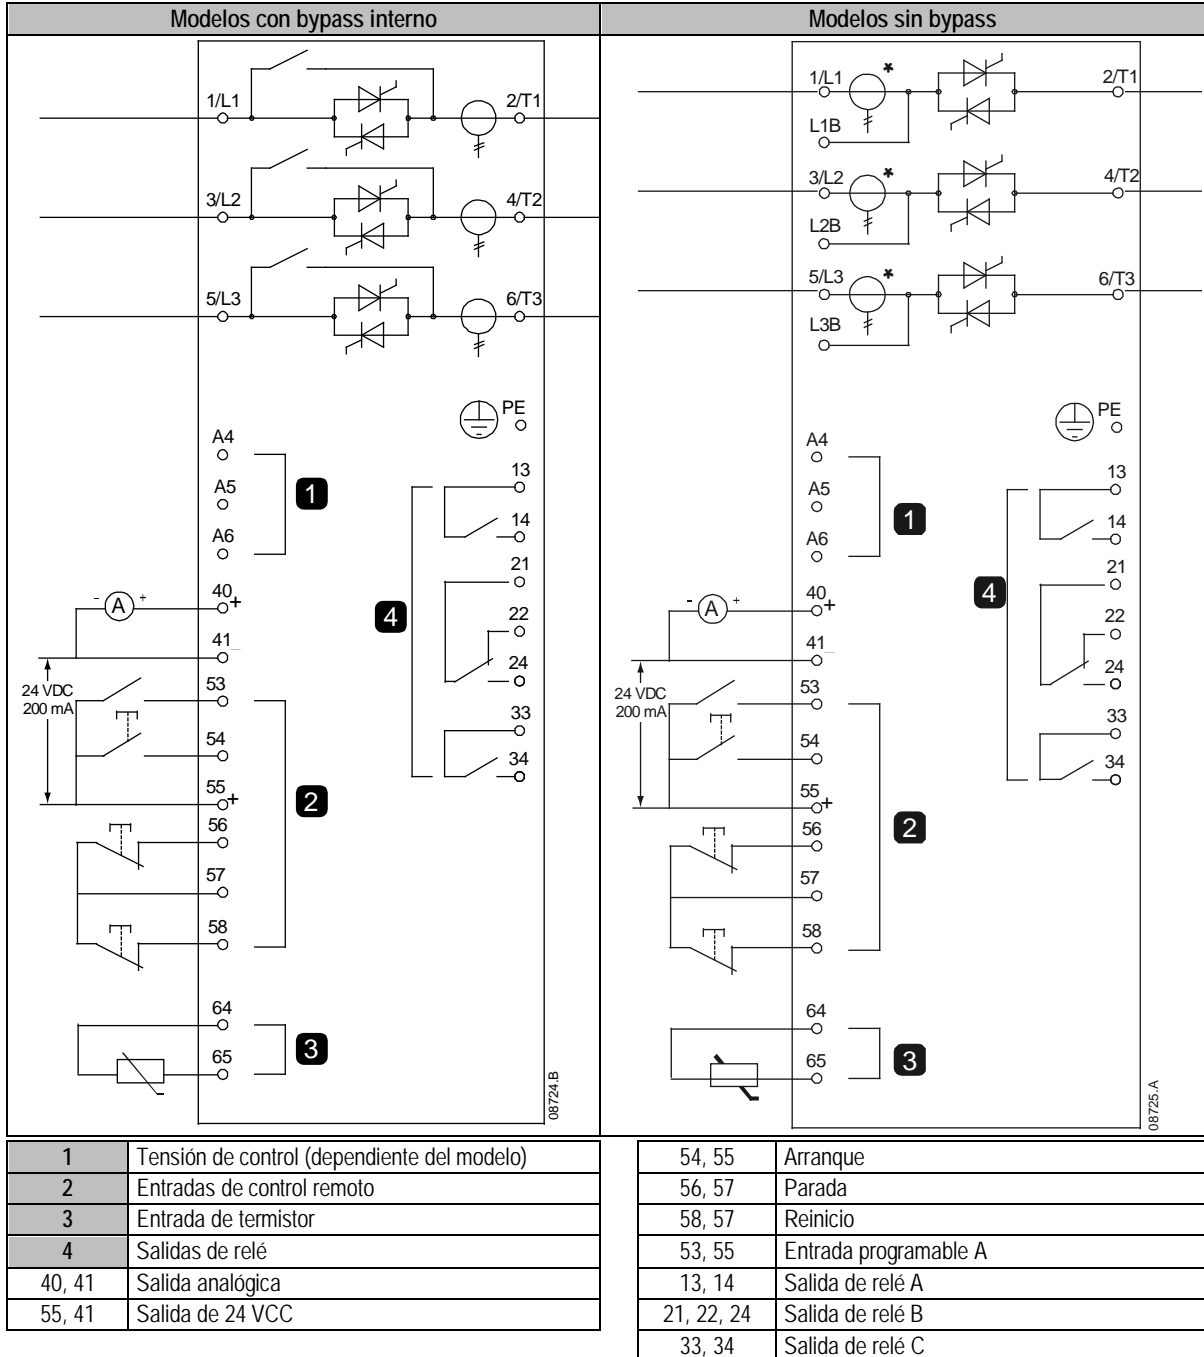 Modelos con bypass interno
1/L1
2/T1
3/L2
4/T2
5/L3
6/T3
PE
A4
A5
A6
1
13
14
21
22
24
33
34
4
- A +
40 +
41 _
24 VDC
200 mA
53
54
55 +
56
57
58
2
64
65
3
08724.B
Modelos sin bypass
1/L1
*
2/T1
L1B
3/L2
*
4/T2
L2B
5/L3
*
6/T3
L3B
PE
A4
A5
A6
1
13
14
21
22
24
33
34
4
- A +
40 +
41 _
24 VDC
200 mA
53
54
55 +
56
57
58
2
64
65
3
08725.A
1 Tensión de control (dependiente del modelo)
2 Entradas de control remoto
3 Entrada de termistor
4 Salidas de relé
40, 41 Salida analógica
55, 41 Salida de 24 VCC
54, 55 Arranque
56, 57 Parada
58, 57 Reinicio
53, 55 Entrada programable A
13, 14 Salida de relé A
21, 22, 24 Salida de relé B
33, 34 Salida de relé C